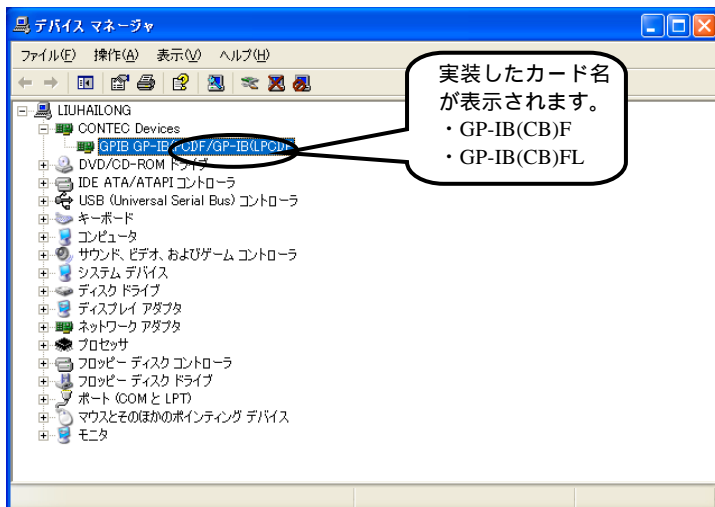 デバイス マネージャ
ファイル(F) 操作(A) 表示(V) ヘルプ(H)
実装したカード名
が表示されます。
・GP-IB(CB)F
・GP-IB(CB)FL
LIUHAILONG
CONTEC Devices
GPIB GP-IB(PCI)F/GP-IB(LPCI)F
DVD/CD-ROM ドライブ
IDE ATA/ATAPI コントローラ
USB (Universal Serial Bus) コントローラ
キーボード
コンピュータ
サウンド、ビデオ、およびゲーム コントローラ
システム デバイス
ディスク ドライブ
ディスプレイ アダプタ
ネットワーク アダプタ
プロセッサ
フロッピー ディスク コントローラ
フロッピー ディスク ドライブ
ポート (COM と LPT)
マウスとそのほかのポインティング デバイス
モニタ